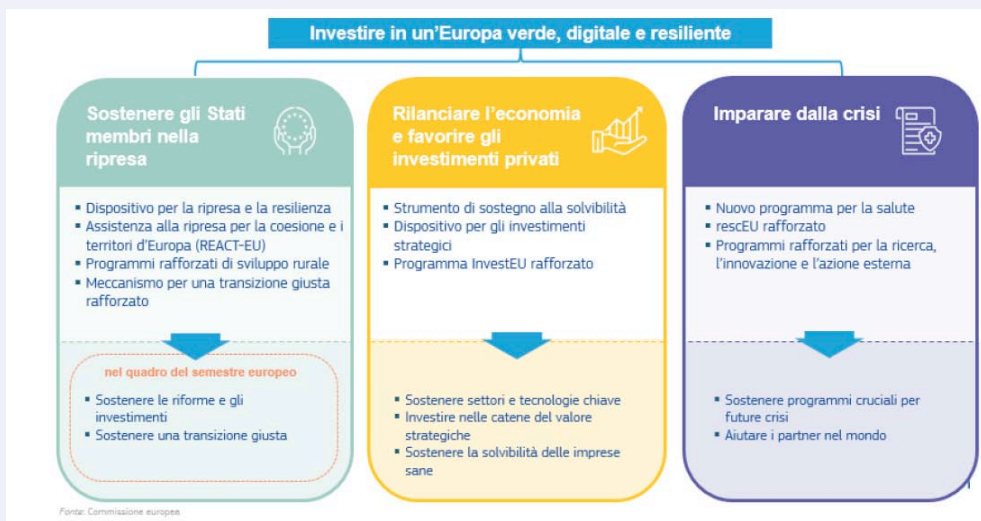 Investire in un'Europa verde, digitale e resiliente
Sostenere gli Stati
membri nella
ripresa
▪ Dispositivo per la ripresa e la resilienza
▪ Assistenza alla ripresa per la coesione e i
territori d'Europa (REACT-EU)
▪ Programmi rafforzati di sviluppo rurale
▪ Meccanismo per una transizione giusta
rafforzato
nel quadro del semestre europeo
▪ Sostenere le riforme e gli
investimenti
▪ Sostenere una transizione giusta
Rilanciare l'economia
e favorire gli
investimenti privati
▪ Strumento di sostegno alla solvibilità
▪ Dispositivo per gli investimenti
strategici
▪ Programma InvestEU rafforzato
▪ Sostenere settori e tecnologie chiave
▪ Investire nelle catene del valore
strategiche
▪ Sostenere la solvibilità delle imprese
sane
Imparare dalla crisi
▪ Nuovo programma per la salute
▪ rescEU rafforzato
▪ Programmi rafforzati per la ricerca,
l'innovazione e l'azione esterna
▪ Sostenere programmi cruciali per
future crisi
▪ Aiutare i partner nel mondo
Fonte: Commissione europea